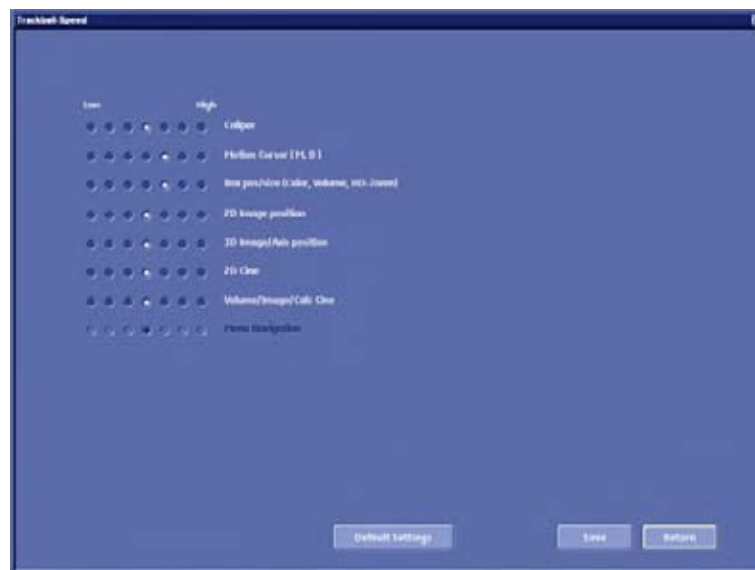 Trackball-Speed
Low High
Caliper
Motion Cursor [M, D]
Box pos/size (Color, Volume, HD-Zoom)
2D Image position
3D Image/Axis position
2D Cine
Volume/Image/Calc Cine
Menu Navigation
Default Settings
Save
Return